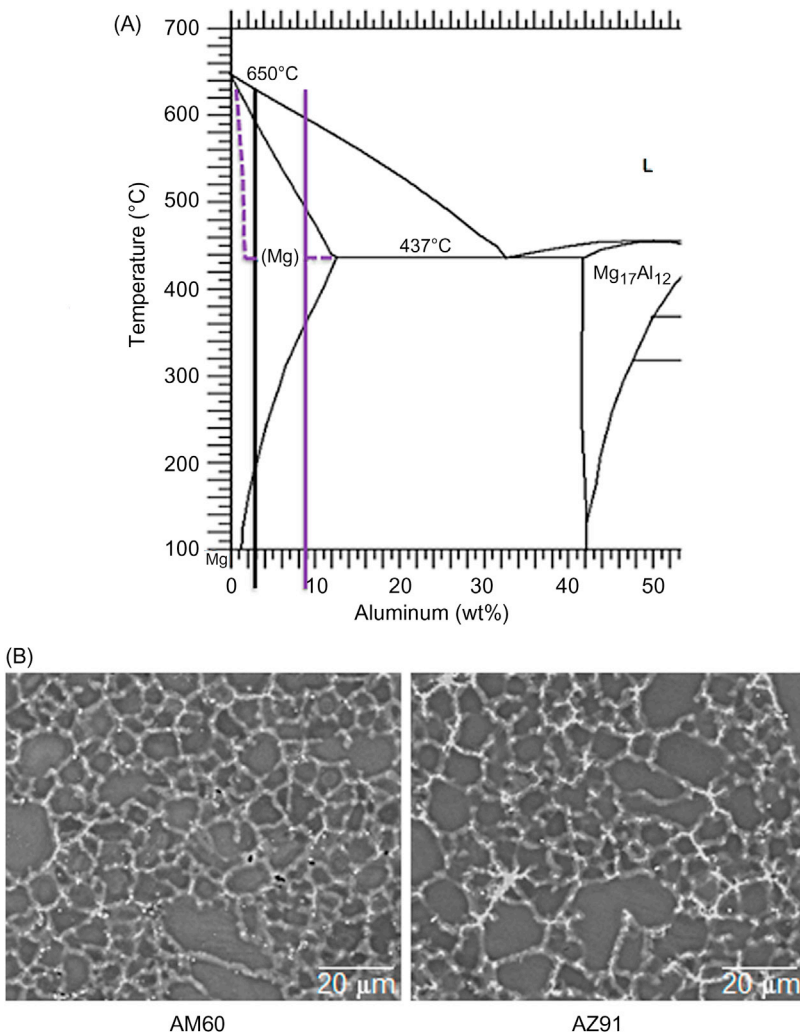 (A)
700
650°C
600
L
500
437°C
(Mg)
400
Mg17Al12
300
200
100
Mg
0 10 20 30 40 50
Temperature (°C)
Aluminum (wt%)
(B)
20 μm
20 μm
AM60
AZ91